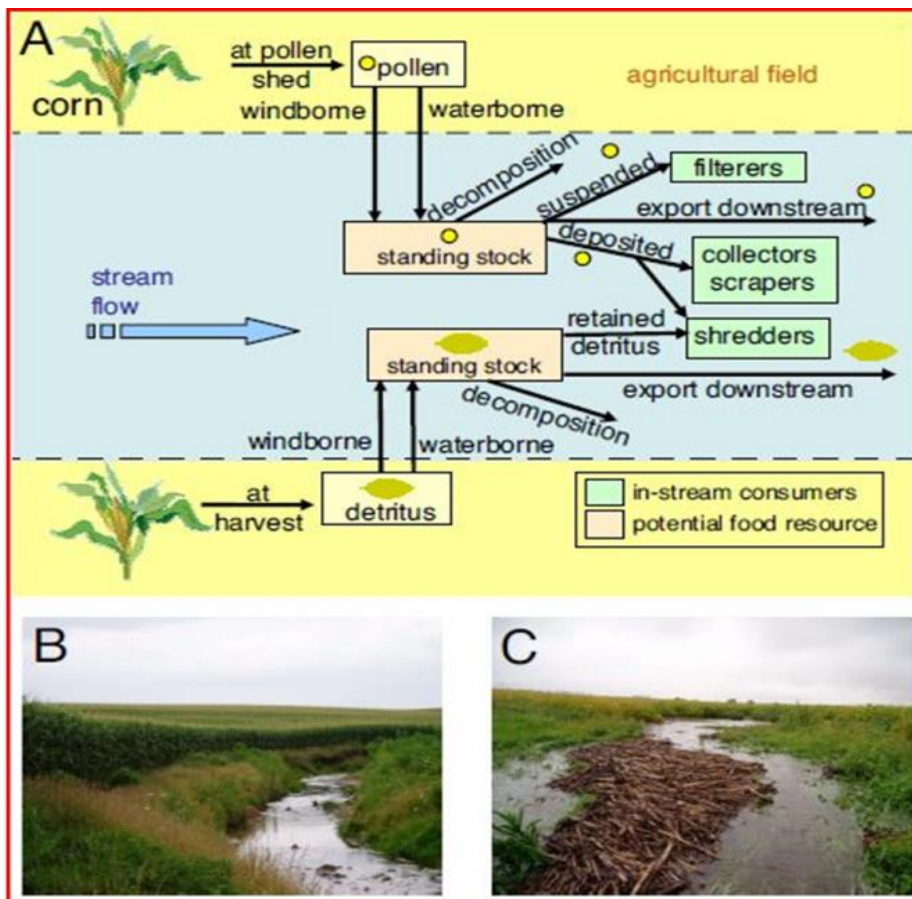 A
corn
at pollen
shed
pollen
agricultural field
windborne
waterborne
decomposition
suspended
filterers
export downstream
deposited
standing stock
collectors
scrapers
stream
flow
retained
detritus
shredders
standing stock
export downstream
decomposition
windborne
waterborne
at
harvest
detritus
in-stream consumers
potential food resource
B
C